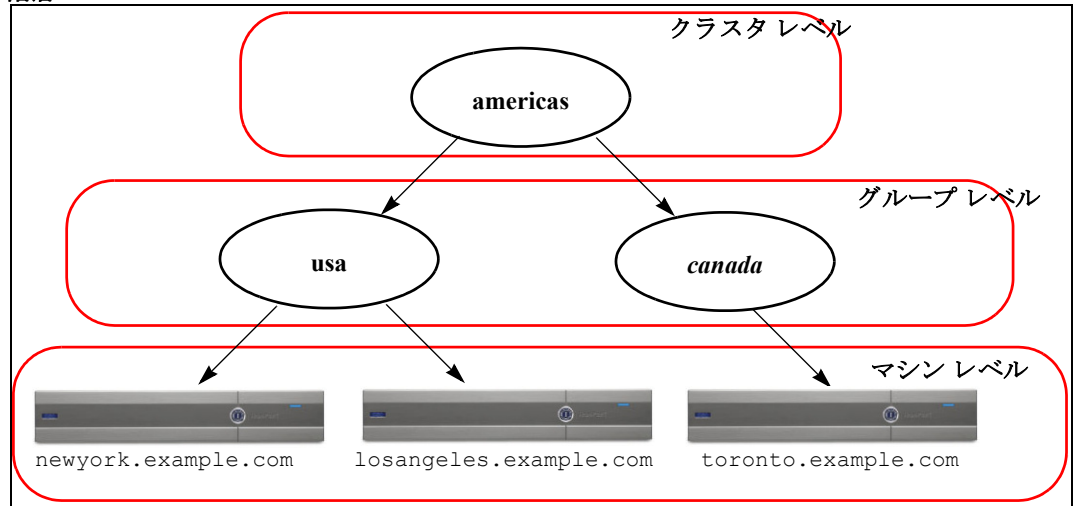 クラスタ レベル
americas
グループ レベル
usa
canada
マシン レベル
newyork.example.com
losangeles.example.com
toronto.example.com